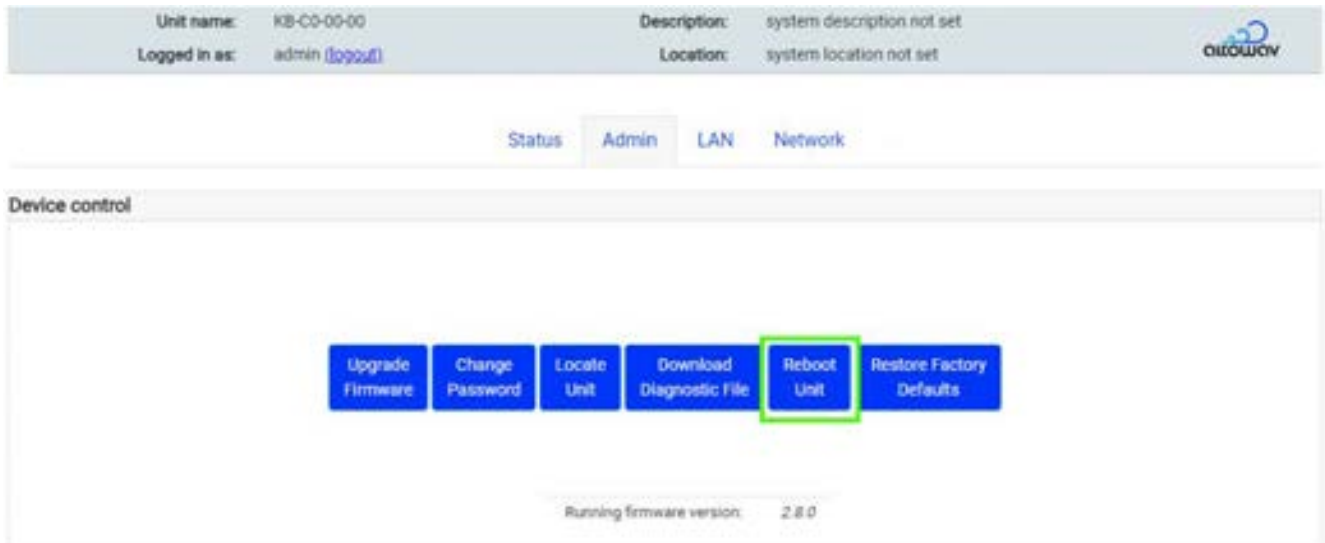 Unit name: KB-C0-00-00 Description: system description not set
Logged in as: admin (logout) Location: system location not set
altowav
Status Admin LAN Network
Device control
Upgrade Firmware
Change Password
Locate Unit
Download Diagnostic File
Reboot Unit
Restore Factory Defaults
Running firmware version: 2.8.0